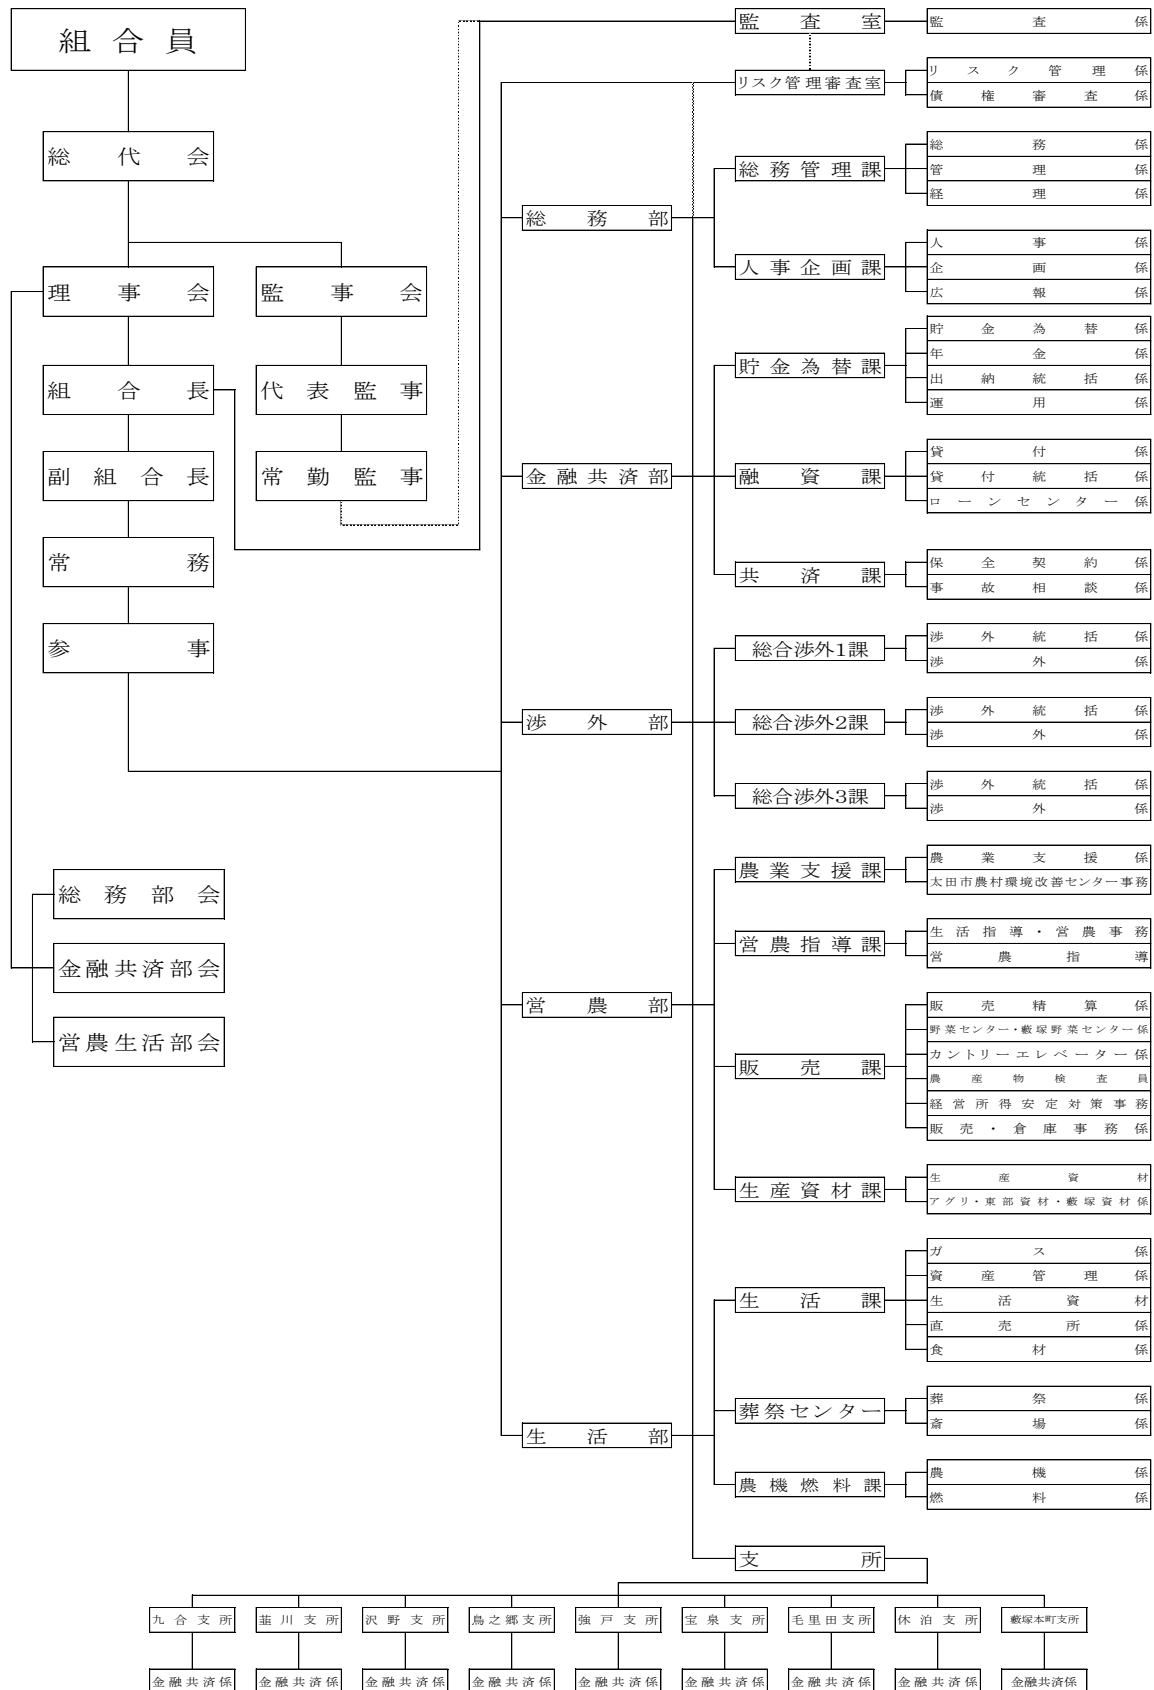 組合員
総代会
理事会
監事会
組合長
代表監事
副組合長
常勤監事
常務
参事
総務部会
金融共済部会
営農生活部会
監査室
監査係
リスク管理審査室
リスク管理係
債権審査係
総務部
総務管理課
総務係
管理係
経理係
人事企画課
人事係
企画係
広報係
金融共済部
貯金為替課
貯金為替係
年金係
出納統括係
運用係
融資課
貸付係
貸付統括係
ローンセンター係
共済課
保全契約係
事故相談係
渉外部
総合渉外1課
渉外統括係
渉外係
総合渉外2課
渉外統括係
渉外係
総合渉外3課
渉外統括係
渉外係
営農部
農業支援課
農業支援係
太田市農村環境改善センター事務
営農指導課
生活指導・営農事務
営農指導
販売課
販売精算係
野菜センター・藪塚野菜センター係
カントリーエレベーター係
農産物検査員
経営所得安定対策事務
販売・倉庫事務係
生産資材課
生産資材
アグリ・東部資材・藪塚資材係
生活部
生活課
ガス係
資産管理係
生活資材
直売所係
食材係
葬祭センター
葬祭係
斎場係
農機燃料課
農機係
燃料係
支所
九合支所
韮川支所
沢野支所
鳥之郷支所
強戸支所
宝泉支所
毛里田支所
休泊支所
藪塚本町支所
金融共済係
金融共済係
金融共済係
金融共済係
金融共済係
金融共済係
金融共済係
金融共済係
金融共済係